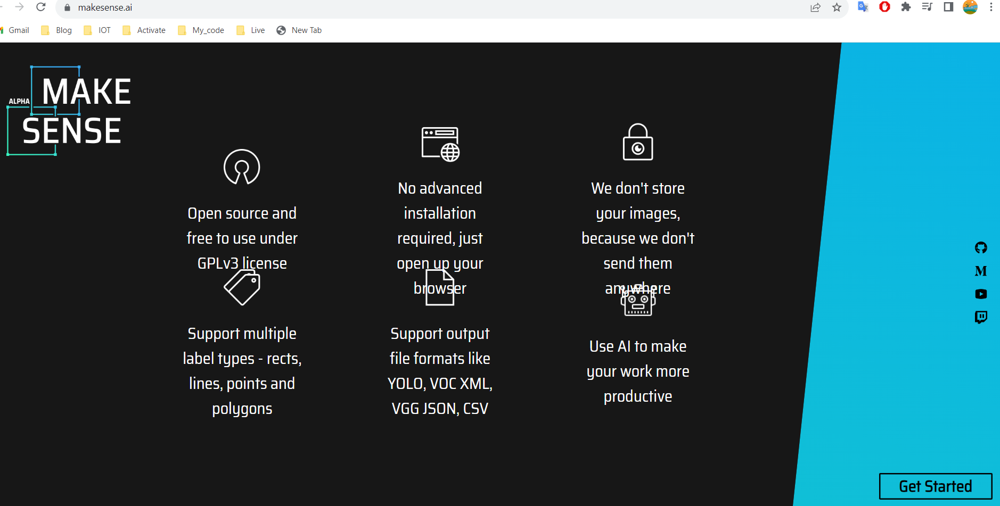 makesense.ai
Gmail Blog IOT Activate My_code Live New Tab
MAKE
ALPHA
SENSE
Open source and
free to use under
GPLv3 license
No advanced
installation
required, just
open up your
browser
We don't store
your images,
because we don't
send them
anywhere
Support multiple
label types - rects,
lines, points and
polygons
Support output
file formats like
YOLO, VOC XML,
VGG JSON, CSV
Use AI to make
your work more
productive
Get Started